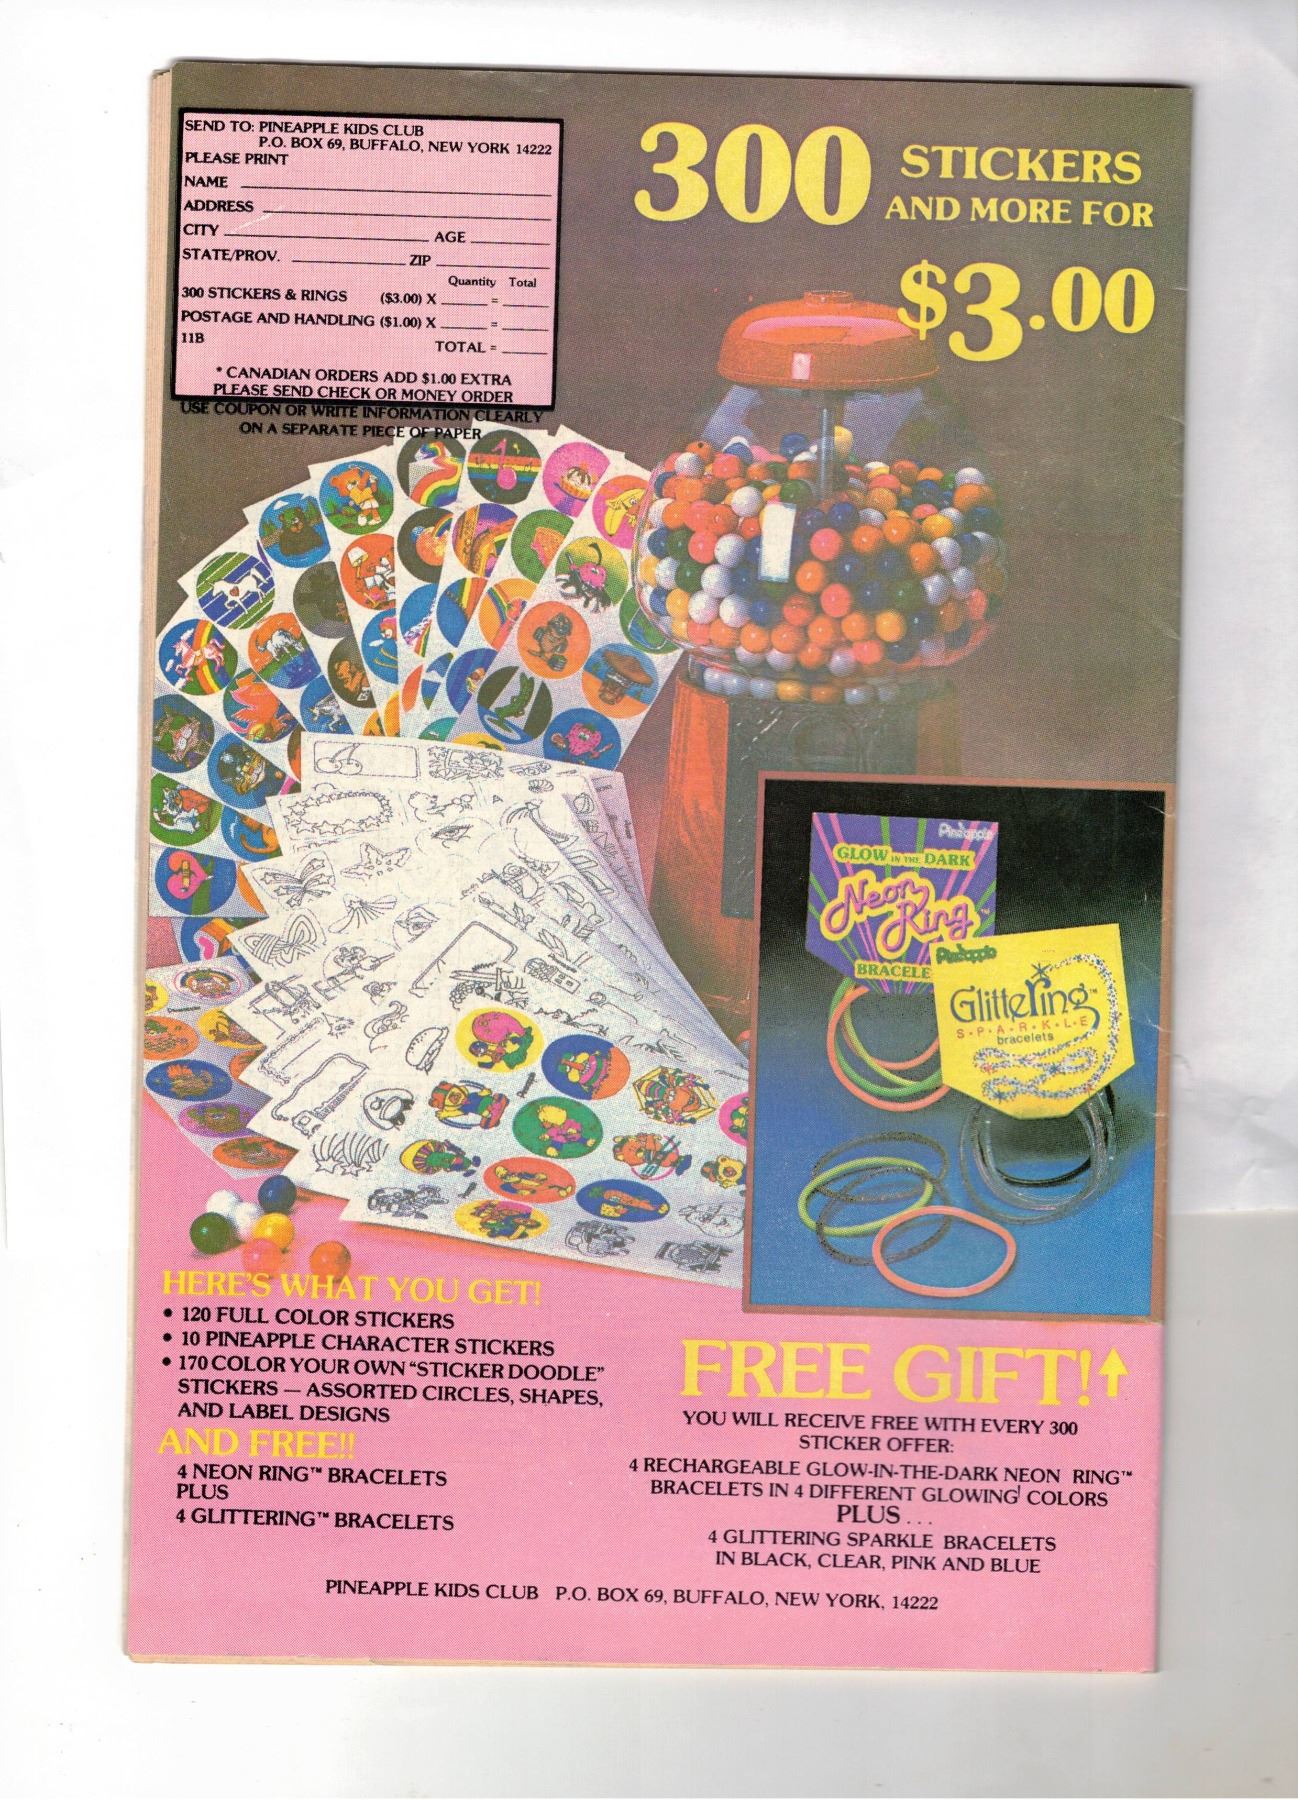 SEND TO: PINEAPPLE KIDS CLUB
P.O. BOX 69, BUFFALO, NEW YORK 14222
PLEASE PRINT
NAME
ADDRESS
CITY AGE
STATE/PROV. ZIP
Quantity Total
300 STICKERS & RINGS ($3.00) X =
POSTAGE AND HANDLING ($1.00) X =
11B
TOTAL =
* CANADIAN ORDERS ADD $1.00 EXTRA
PLEASE SEND CHECK OR MONEY ORDER
USE COUPON OR WRITE INFORMATION CLEARLY
ON A SEPARATE PIECE OF PAPER
300 STICKERS
AND MORE FOR
$3.00
Pineapple
GLOW IN THE DARK
Neon
Ring™
BRACELE
Pineapple
GlitteRing™
S•P•A•R•K•L•E
bracelets
HERE'S WHAT YOU GET!
• 120 FULL COLOR STICKERS
• 10 PINEAPPLE CHARACTER STICKERS
• 170 COLOR YOUR OWN "STICKER DOODLE"
STICKERS — ASSORTED CIRCLES, SHAPES,
AND LABEL DESIGNS
AND FREE!!
4 NEON RING™ BRACELETS
PLUS
4 GLITTERING™ BRACELETS
FREE GIFT!
YOU WILL RECEIVE FREE WITH EVERY 300
STICKER OFFER:
4 RECHARGEABLE GLOW-IN-THE-DARK NEON RING™
BRACELETS IN 4 DIFFERENT GLOWING COLORS
PLUS . . .
4 GLITTERING SPARKLE BRACELETS
IN BLACK, CLEAR, PINK AND BLUE
PINEAPPLE KIDS CLUB P.O. BOX 69, BUFFALO, NEW YORK, 14222